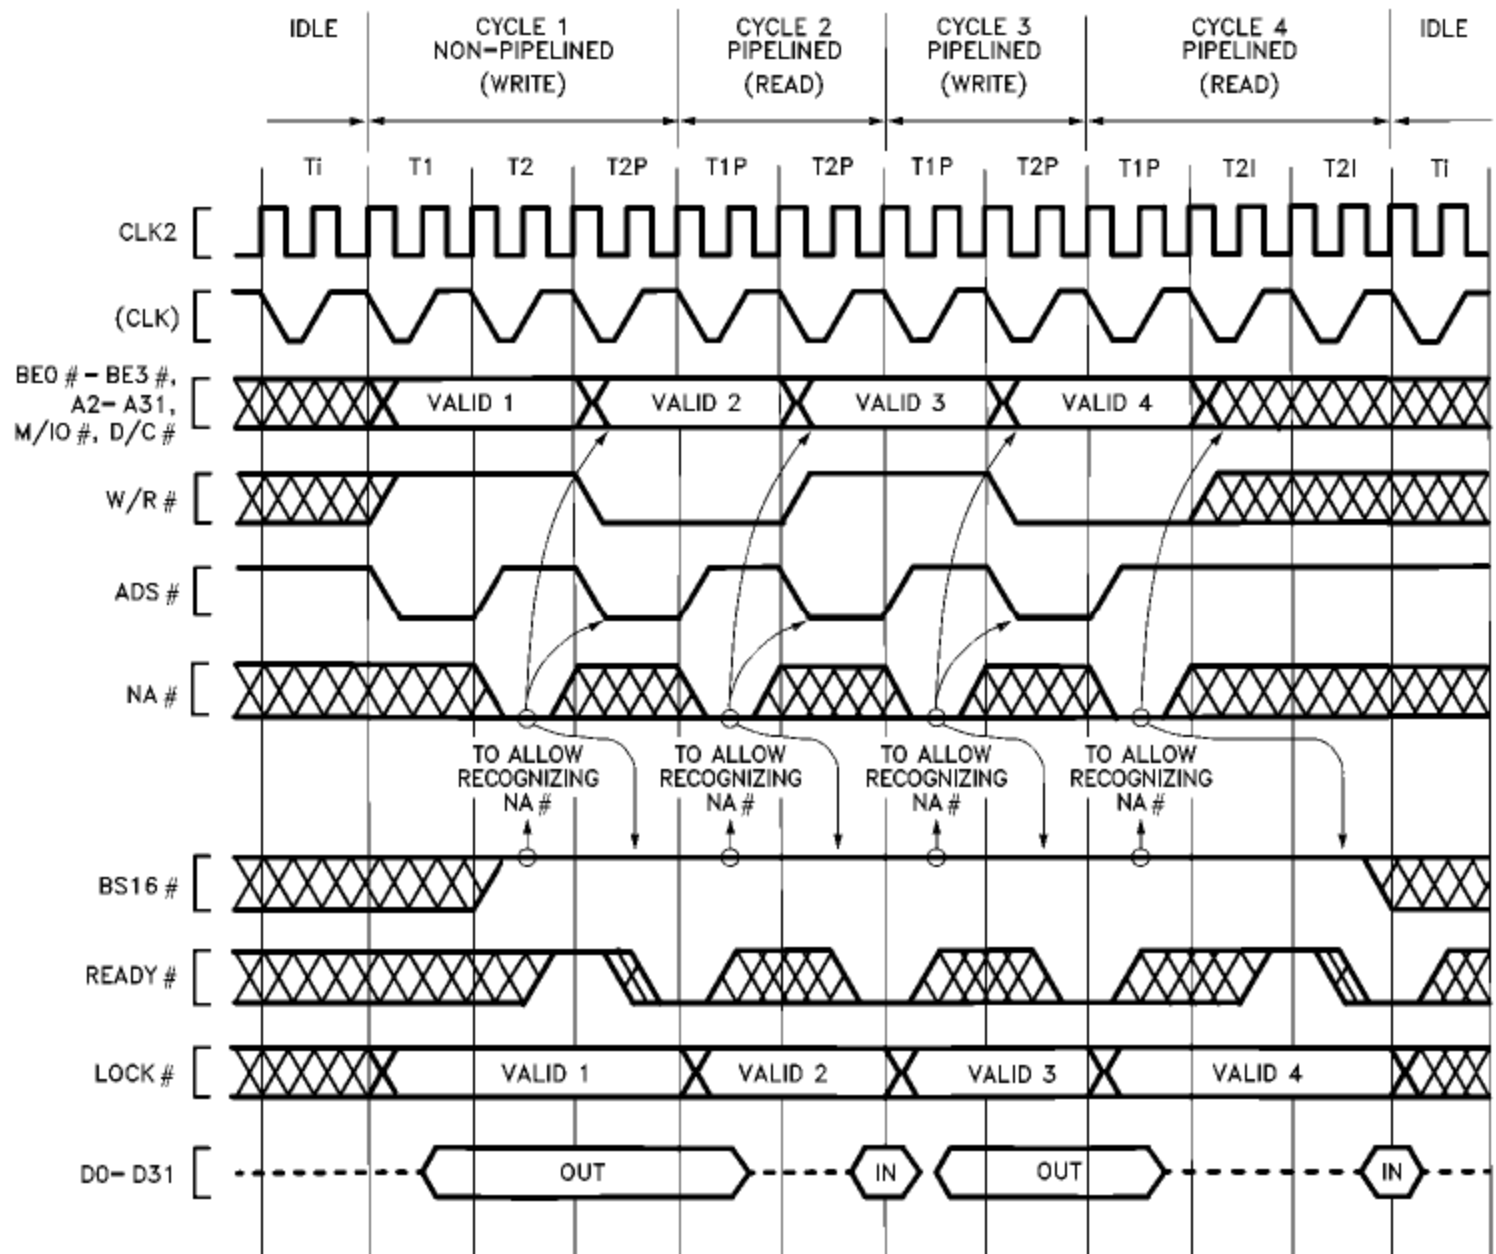 IDLE
CYCLE 1
NON-PIPELINED
(WRITE)
CYCLE 2
PIPELINED
(READ)
CYCLE 3
PIPELINED
(WRITE)
CYCLE 4
PIPELINED
(READ)
IDLE
Ti T1 T2 T2P T1P T2P T1P T2P T1P T2I T2I Ti
CLK2
(CLK)
BE0 # - BE3 #,
A2- A31,
M/IO #, D/C #
VALID 1 VALID 2 VALID 3 VALID 4
W/R #
ADS #
NA #
TO ALLOW
RECOGNIZING
NA #
TO ALLOW
RECOGNIZING
NA #
TO ALLOW
RECOGNIZING
NA #
TO ALLOW
RECOGNIZING
NA #
BS16 #
READY #
LOCK # VALID 1 VALID 2 VALID 3 VALID 4
D0- D31 OUT IN OUT IN